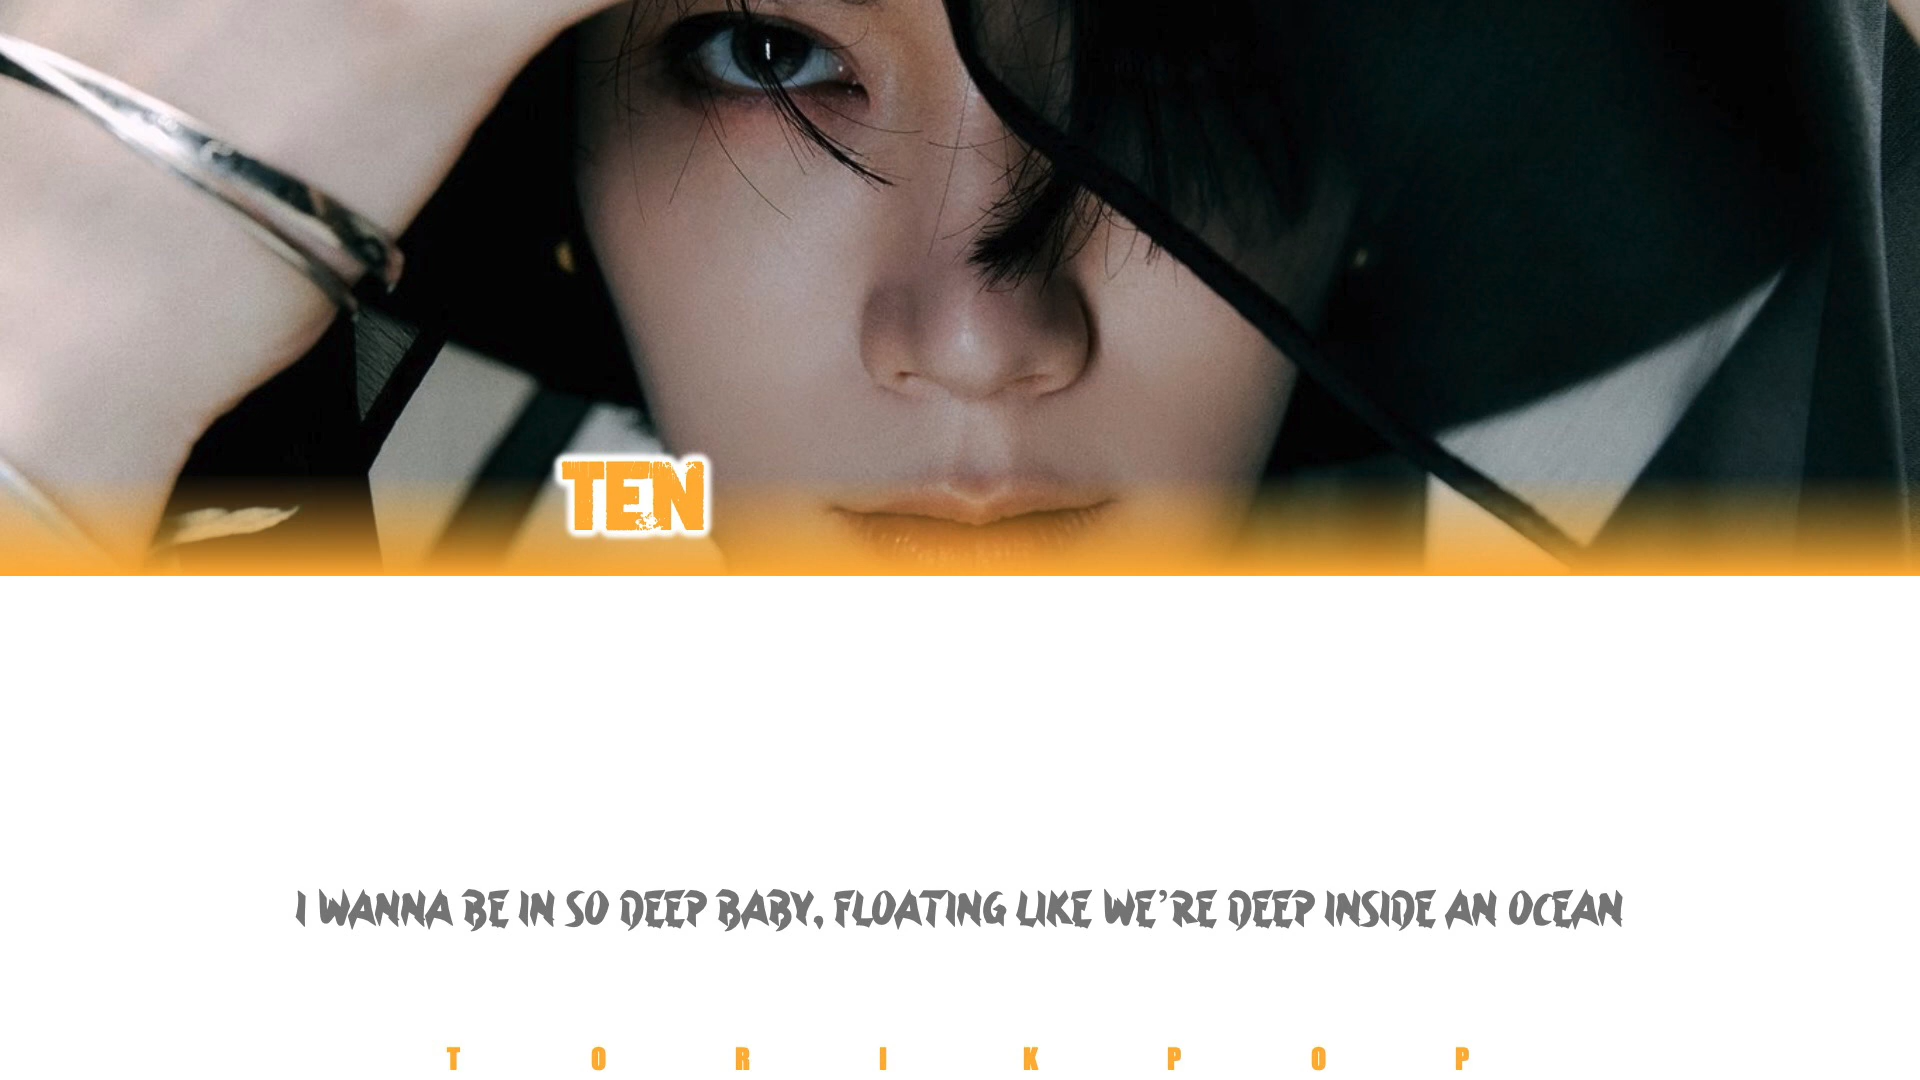 TEN
I WANNA BE IN SO DEEP BABY, FLOATING LIKE WE'RE DEEP INSIDE AN OCEAN
T O R I K P O P